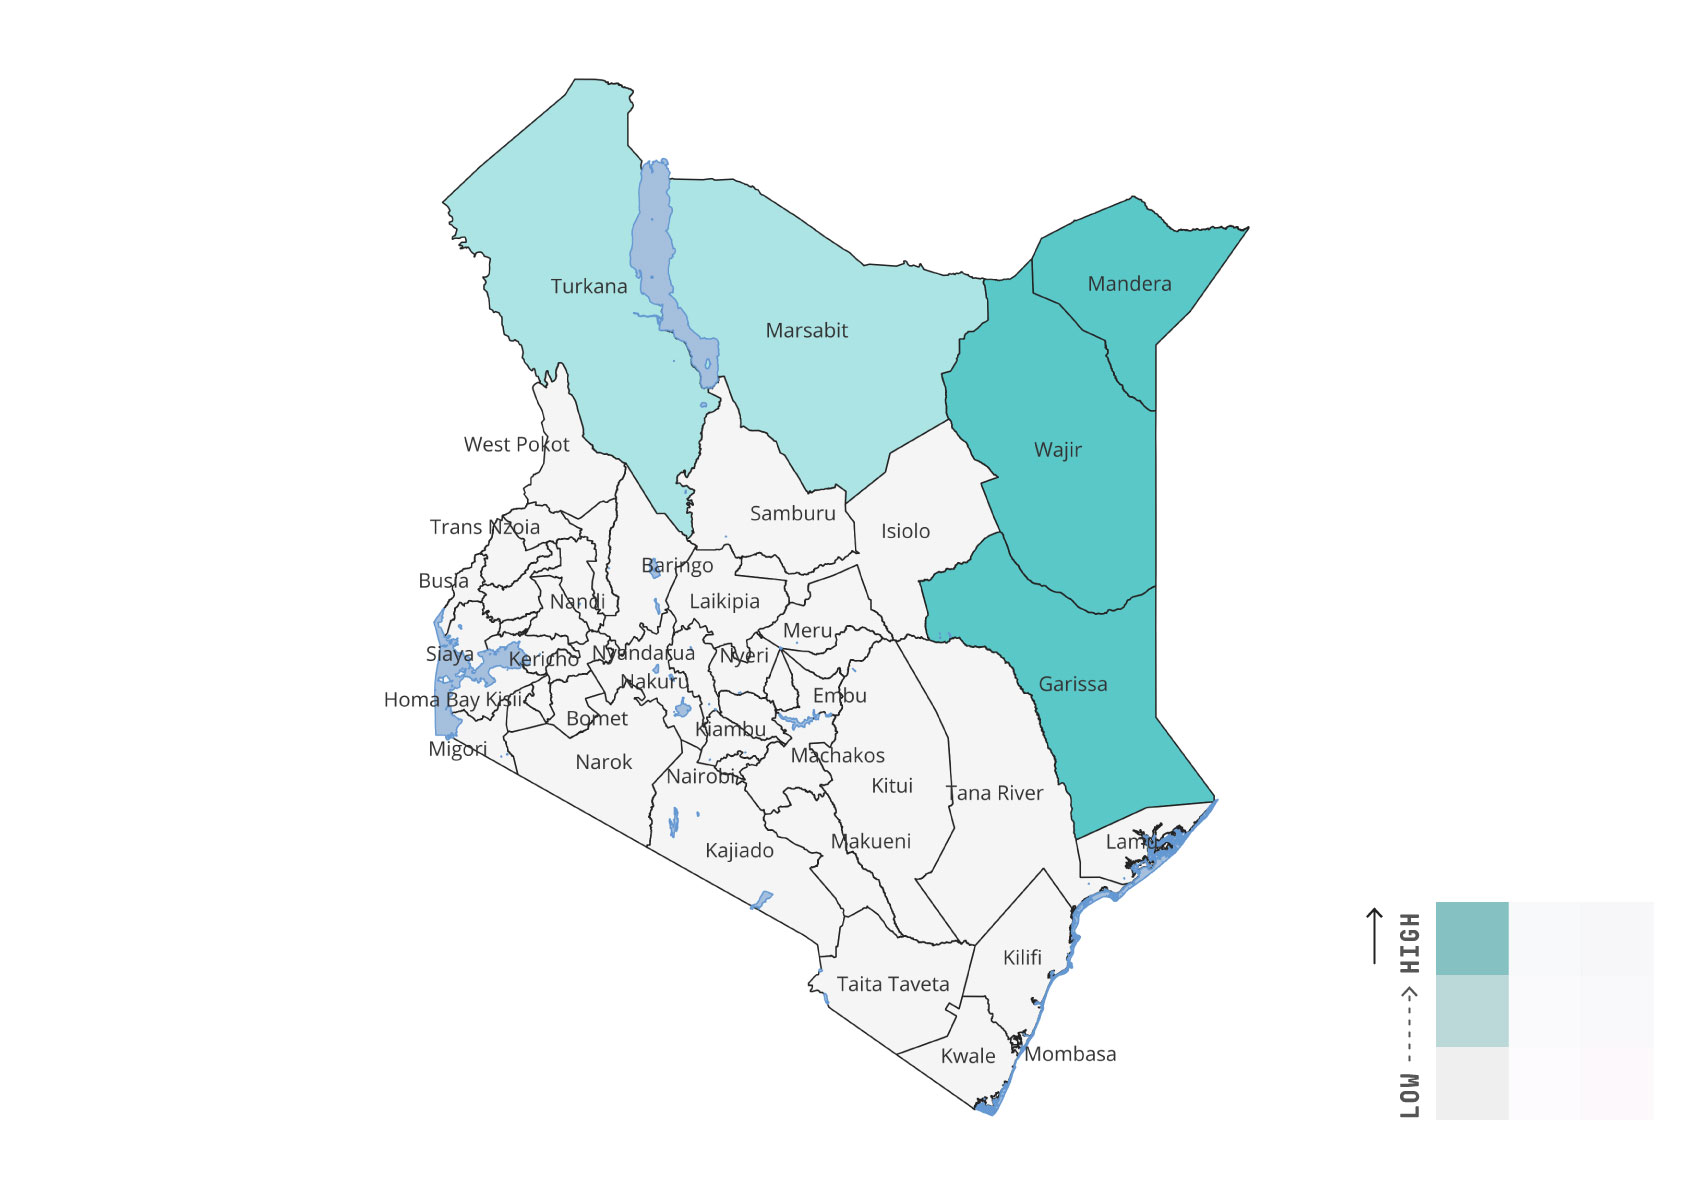 Turkana
Mandera
Marsabit
West Pokot
Wajir
Samburu
Trans Nzoia
Isiolo
Baringo
Busia
Nandi
Laikipia
Meru
Siaya
Kericho
Nyandarua
Nyeri
Nakuru
Garissa
Homa Bay
Kisii
Embu
Bomet
Kiambu
Migori
Machakos
Narok
Nairobi
Kitui
Tana River
Makueni
Lamu
Kajiado
Kilifi
Taita Taveta
Kwale
Mombasa
HIGH
LOW